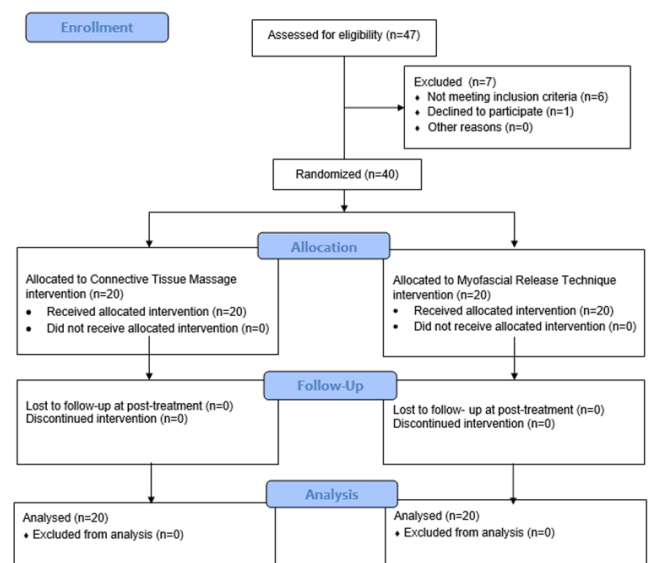 Enrollment
Assessed for eligibility (n=47)
Excluded (n=7)
♦ Not meeting inclusion criteria (n=6)
♦ Declined to participate (n=1)
♦ Other reasons (n=0)
Randomized (n=40)
Allocation
Allocated to Connective Tissue Massage
intervention (n=20)
• Received allocated intervention (n=20)
• Did not receive allocated intervention (n=0)
Allocated to Myofascial Release Technique
intervention (n=20)
• Received allocated intervention (n=20)
• Did not receive allocated intervention (n=0)
Follow-Up
Lost to follow-up at post-treatment (n=0)
Discontinued intervention (n=0)
Lost to follow- up at post-treatment (n=0)
Discontinued intervention (n=0)
Analysis
Analysed (n=20)
♦ Excluded from analysis (n=0)
Analysed (n=20)
♦ Excluded from analysis (n=0)